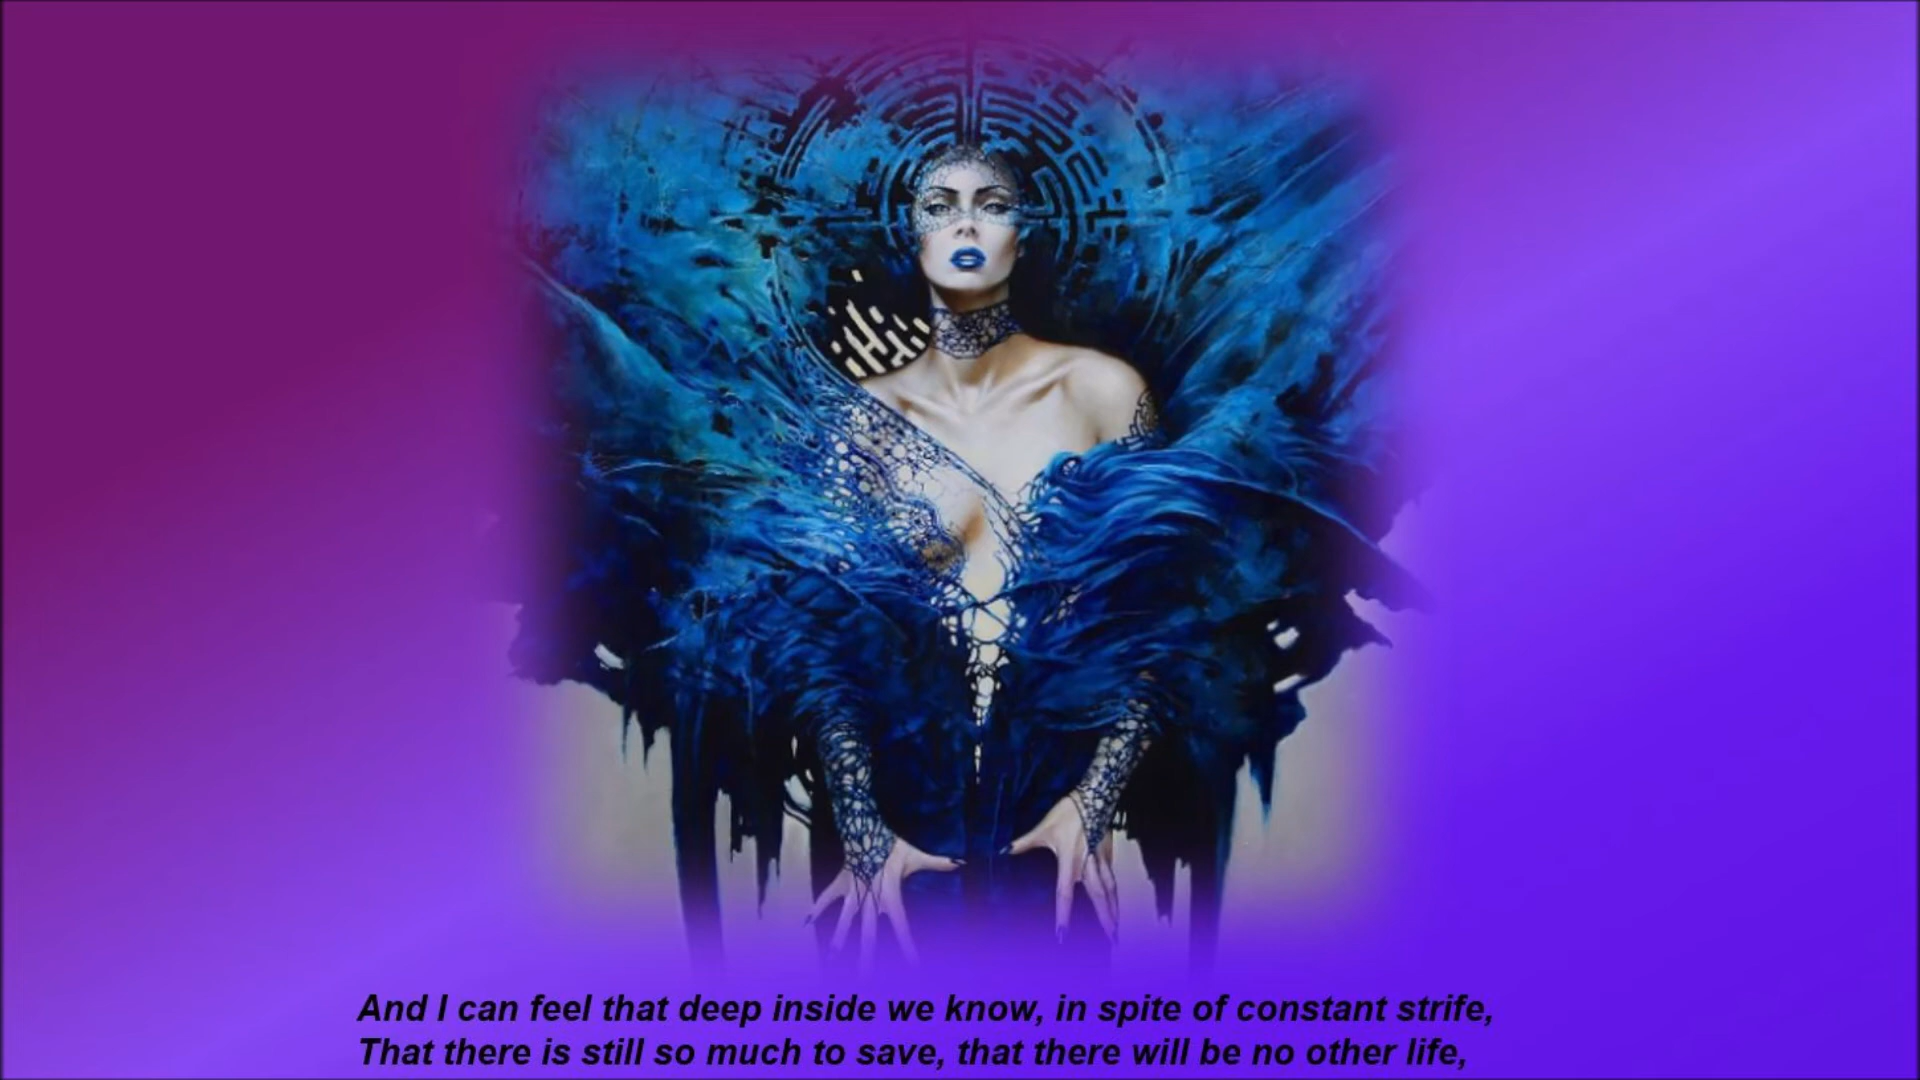 And I can feel that deep inside we know, in spite of constant strife,
That there is still so much to save, that there will be no other life,